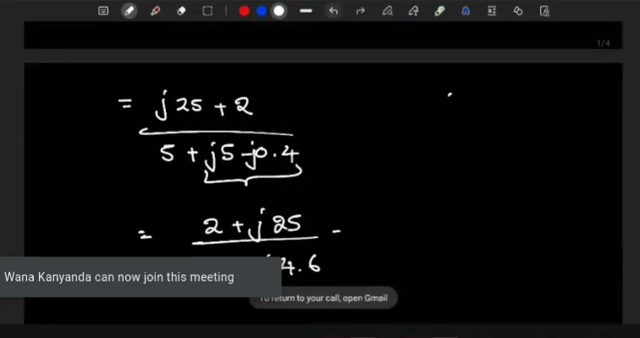 1/4
= j25 + 2
5 + j5 - j0.4
= 2 + j25 =
4.6
Wana Kanyanda can now join this meeting
To return to your call, open Gmail